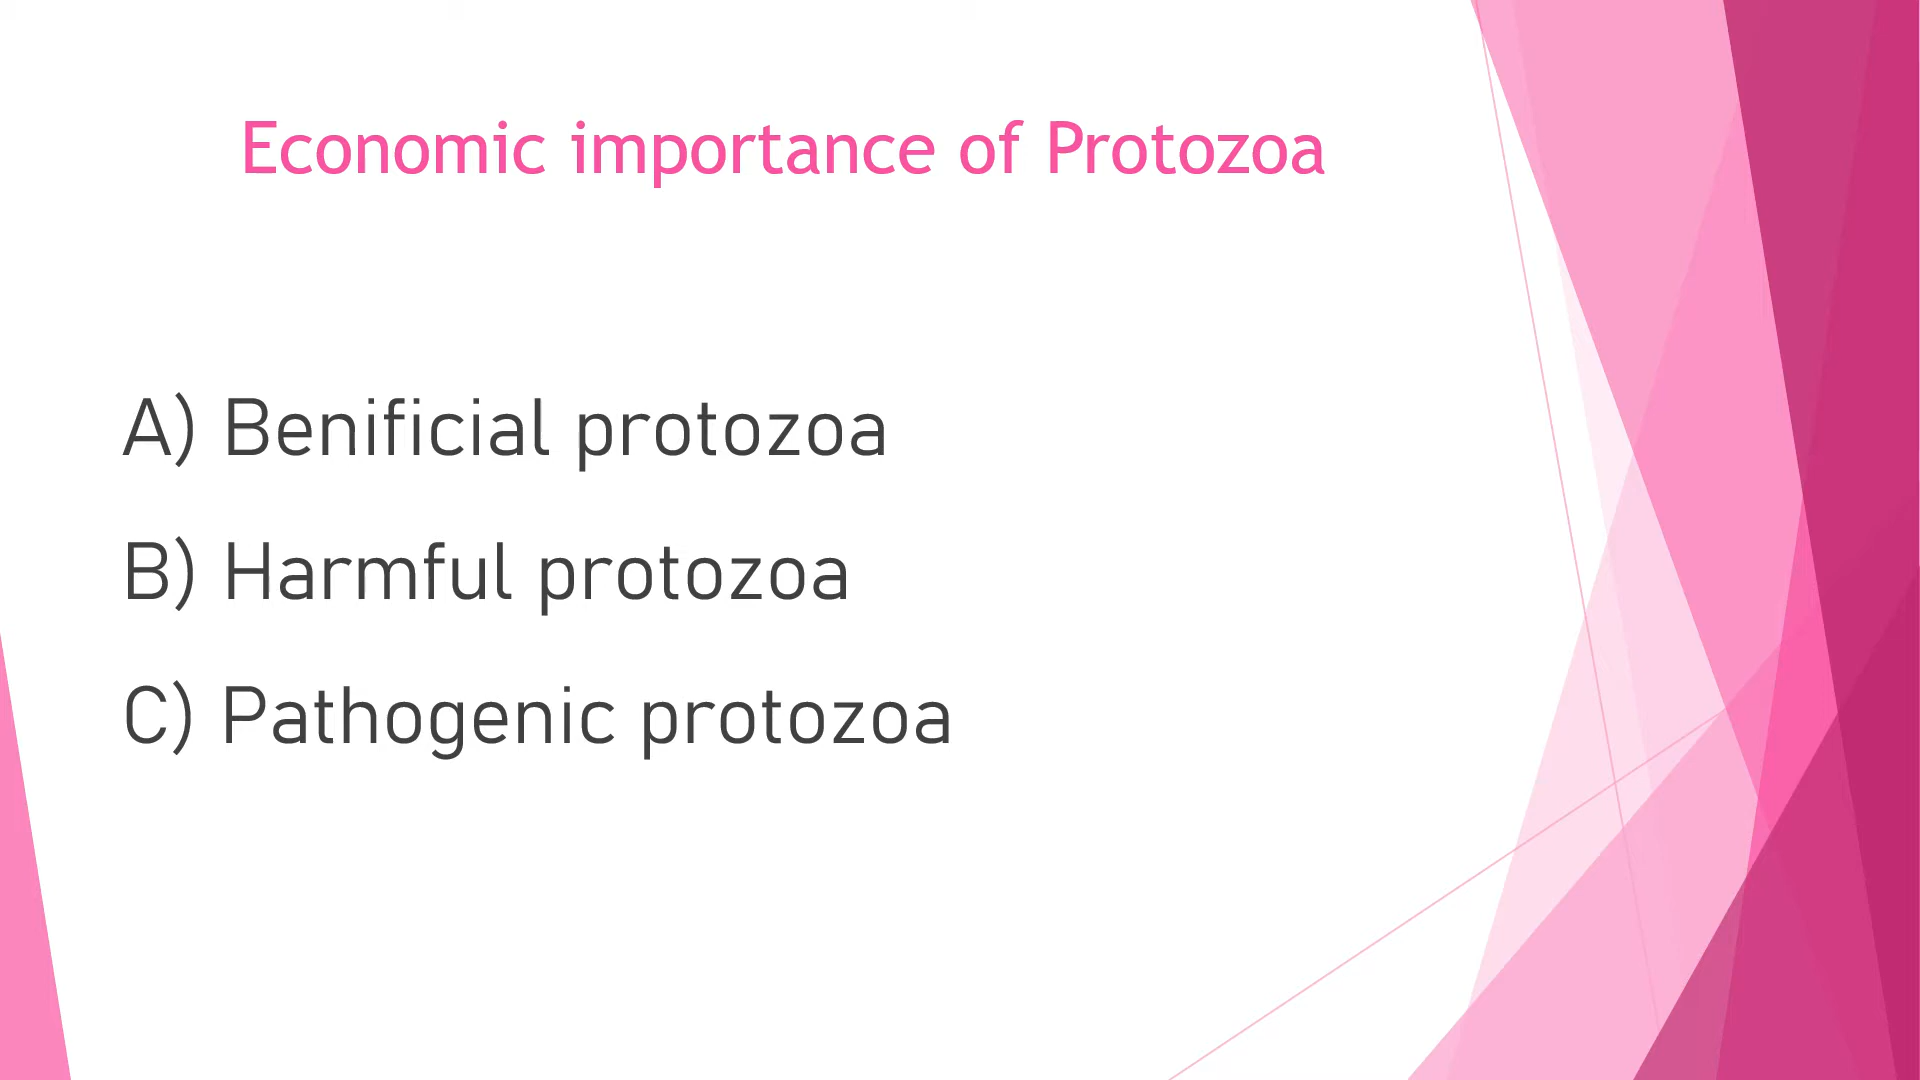 Economic importance of Protozoa
A) Benificial protozoa
B) Harmful protozoa
C) Pathogenic protozoa